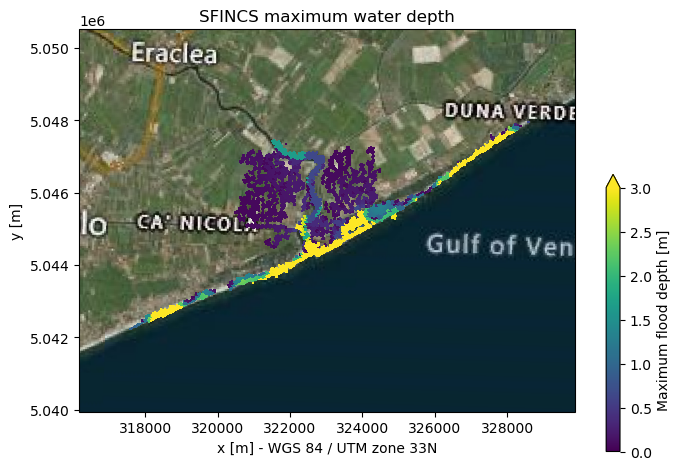 SFINCS maximum water depth
1e6
5.050
5.048
5.046
5.044
5.042
5.040
y [m]
Eraclea
DUNA VERDE
lo
CA' NICOLA
Gulf of Ven
318000 320000 322000 324000 326000 328000
x [m] - WGS 84 / UTM zone 33N
3.0
2.5
2.0
1.5
1.0
0.5
0.0
Maximum flood depth [m]